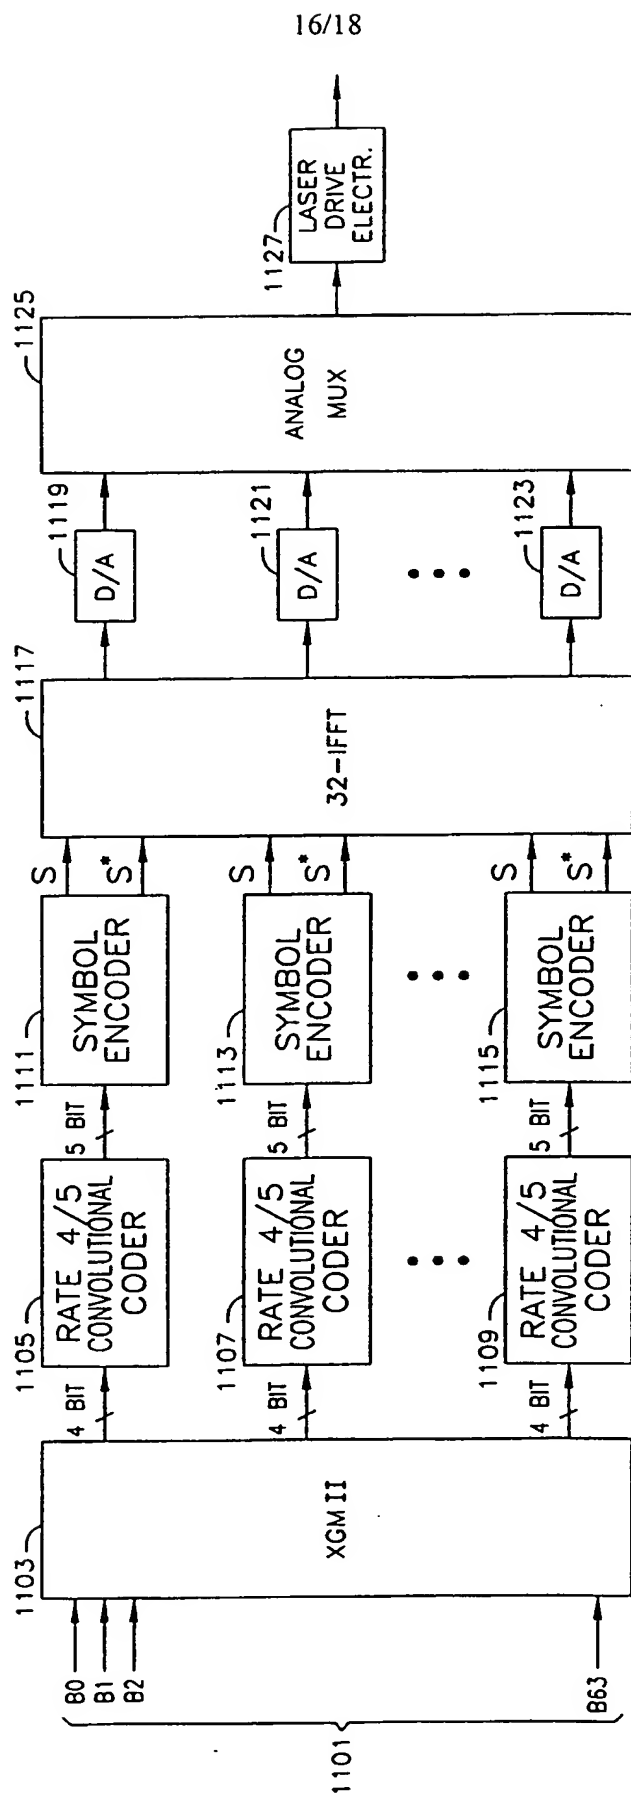 16/18
1101
B0
B1
B2
B63
1103
XGMII
4 BIT
4 BIT
4 BIT
1105
RATE 4/5
CONVOLUTIONAL
CODER
1107
RATE 4/5
CONVOLUTIONAL
CODER
1109
RATE 4/5
CONVOLUTIONAL
CODER
5 BIT
5 BIT
5 BIT
1111
SYMBOL
ENCODER
1113
SYMBOL
ENCODER
1115
SYMBOL
ENCODER
S
S*
S
S*
S
S*
1117
32-IFFT
1119
D/A
1121
D/A
1123
D/A
1125
ANALOG
MUX
1127
LASER
DRIVE
ELECTR.